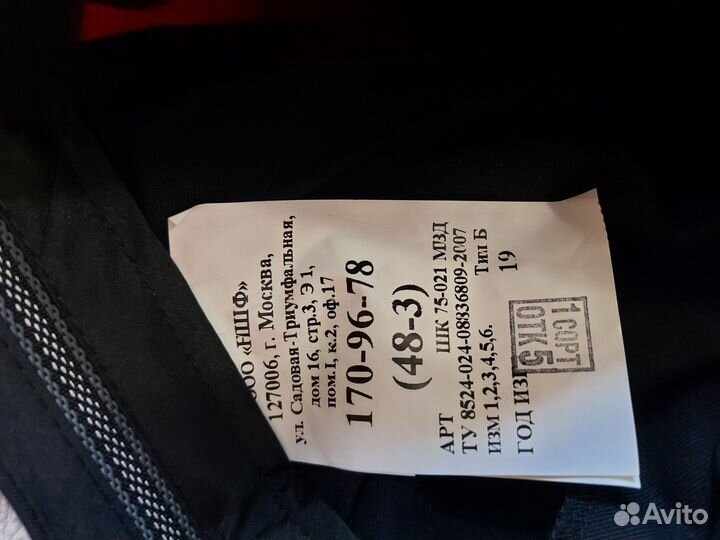 ООО «НШФ»
127006, г. Москва,
ул. Садовая-Триумфальная,
дом 16, стр.3, Э 1,
пом.I, к.2, оф.17
170-96-78
(48-3)
АРТ ШК 75-021 МВД
ТУ 8524-024-08836809-2007
ИЗМ 1,2,3,4,5,6. Тип Б
ГОД 19
1 СОРТ
ОТК 5
Avito